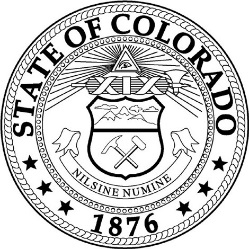 STATE OF COLORADO
NIL SINE NUMINE
1876